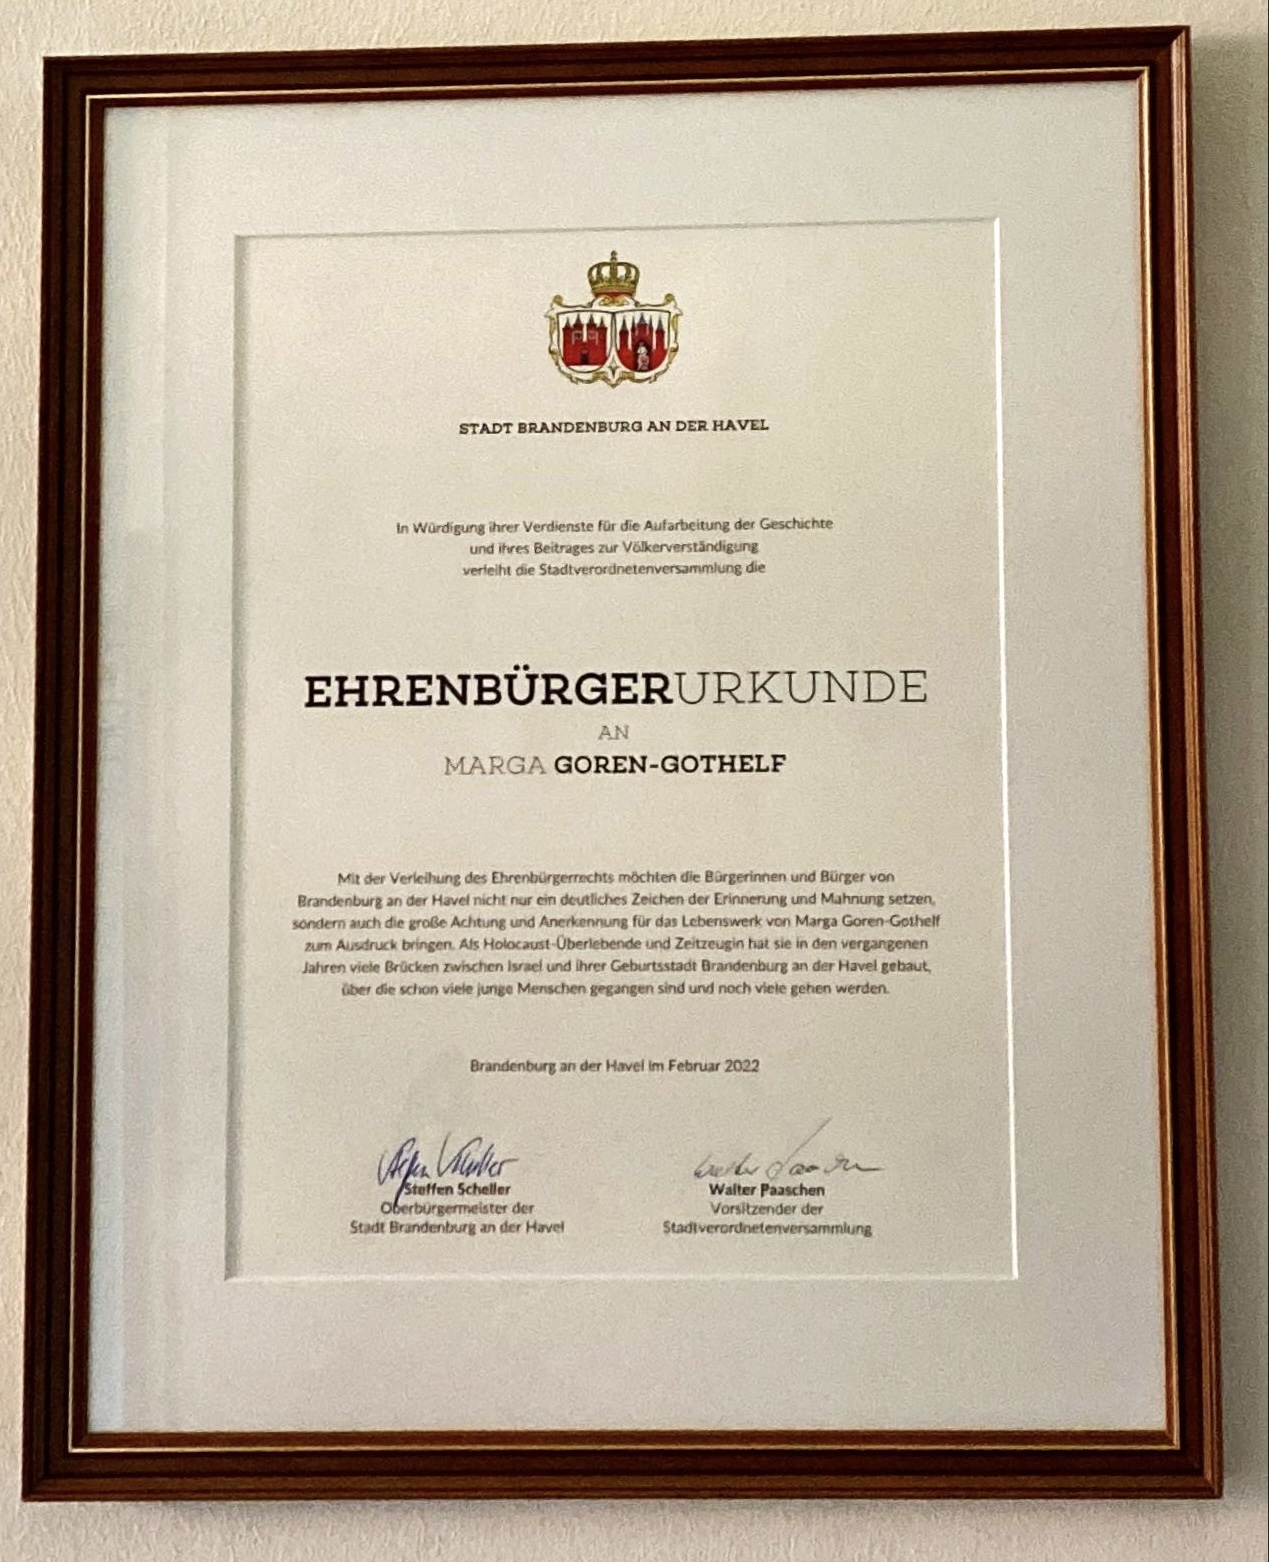 STADT BRANDENBURG AN DER HAVEL
In Würdigung ihrer Verdienste für die Aufarbeitung der Geschichte
und ihres Beitrages zur Völkerverständigung
verleiht die Stadtverordnetenversammlung die
EHRENBÜRGERURKUNDE
AN
MARGA GOREN-GOTHELF
Mit der Verleihung des Ehrenbürgerrechts möchten die Bürgerinnen und Bürger von
Brandenburg an der Havel nicht nur ein deutliches Zeichen der Erinnerung und Mahnung setzen,
sondern auch die große Achtung und Anerkennung für das Lebenswerk von Marga Goren-Gothelf
zum Ausdruck bringen. Als Holocaust-Überlebende und Zeitzeugin hat sie in den vergangenen
Jahren viele Brücken zwischen Israel und ihrer Geburtsstadt Brandenburg an der Havel gebaut,
über die schon viele junge Menschen gegangen sind und noch viele gehen werden.
Brandenburg an der Havel im Februar 2022
Steffen Scheller
Steffen Scheller
Oberbürgermeister der
Stadt Brandenburg an der Havel
Walter Paaschen
Walter Paaschen
Vorsitzender der
Stadtverordnetenversammlung